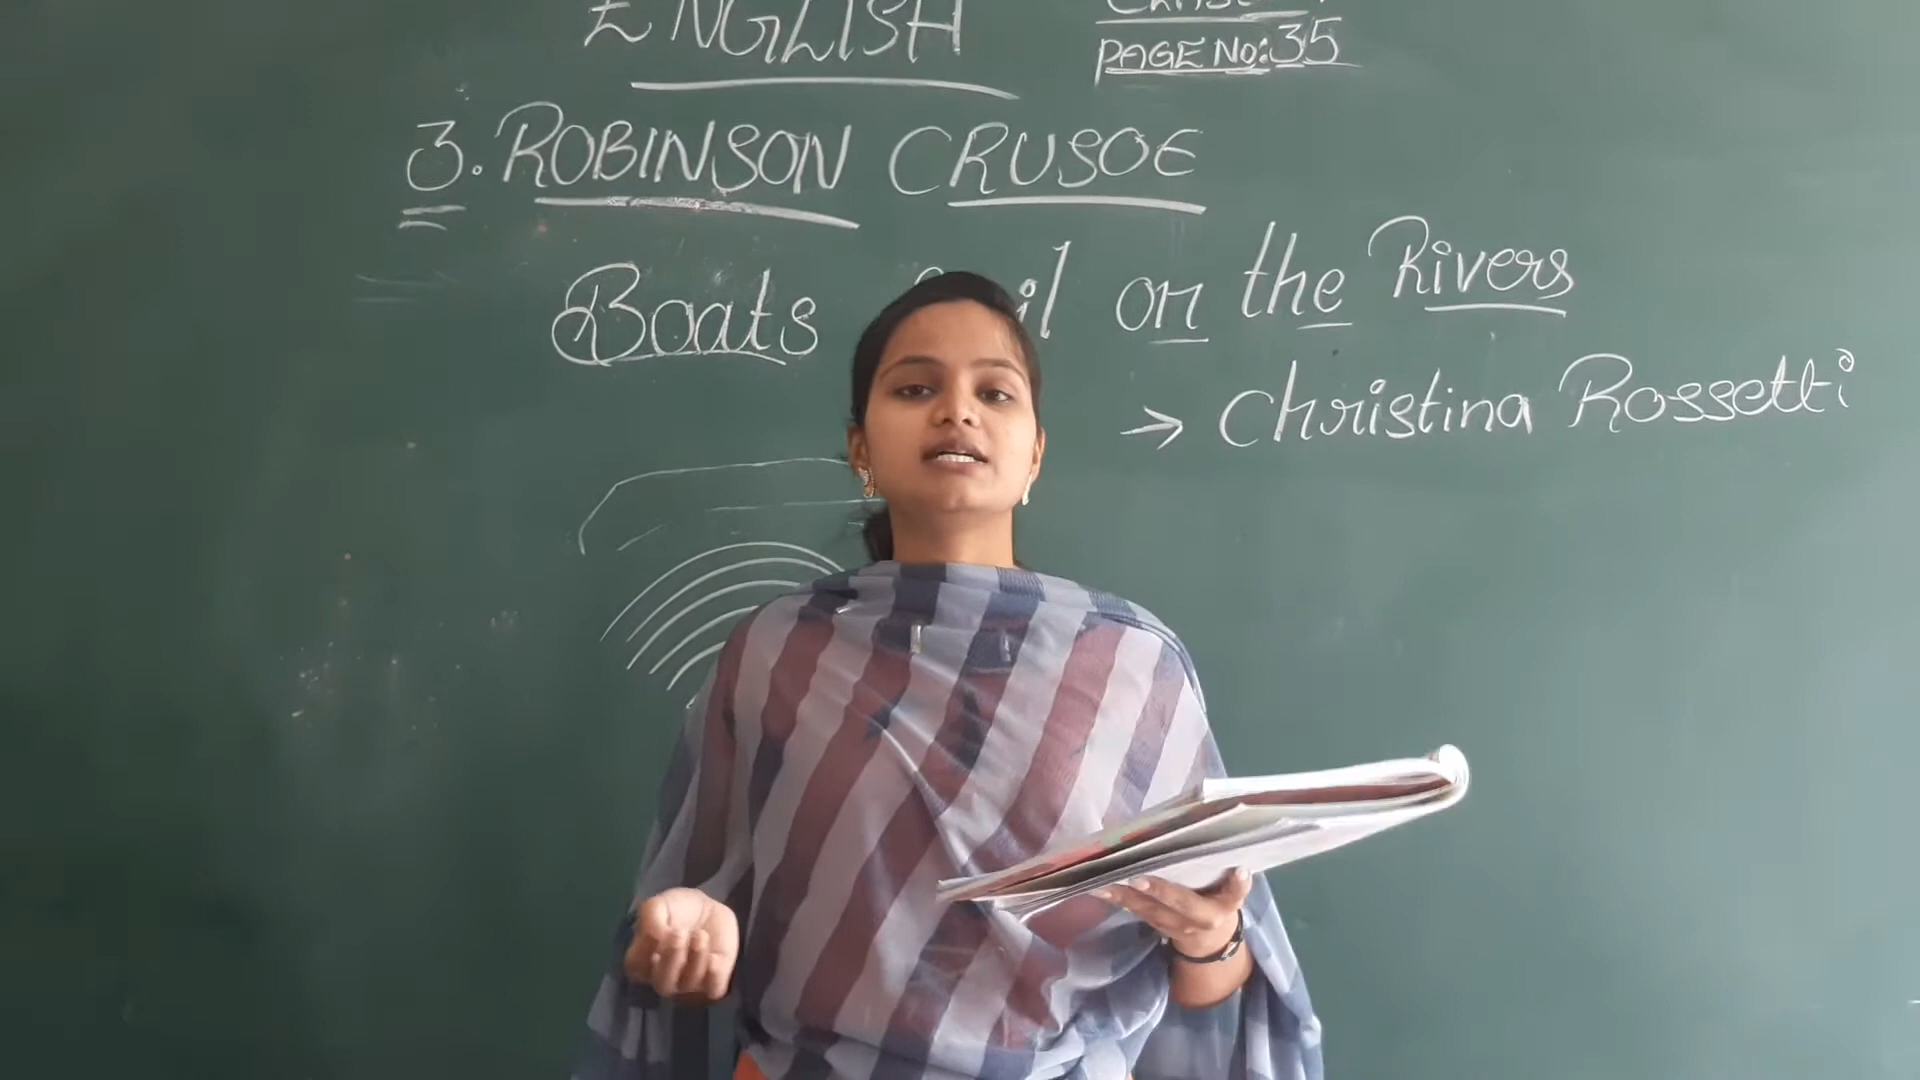 ENGLISH
PAGE NO:35
3. ROBINSON CRUSOE
Boats on the Rivers
→ Christina Rossetti